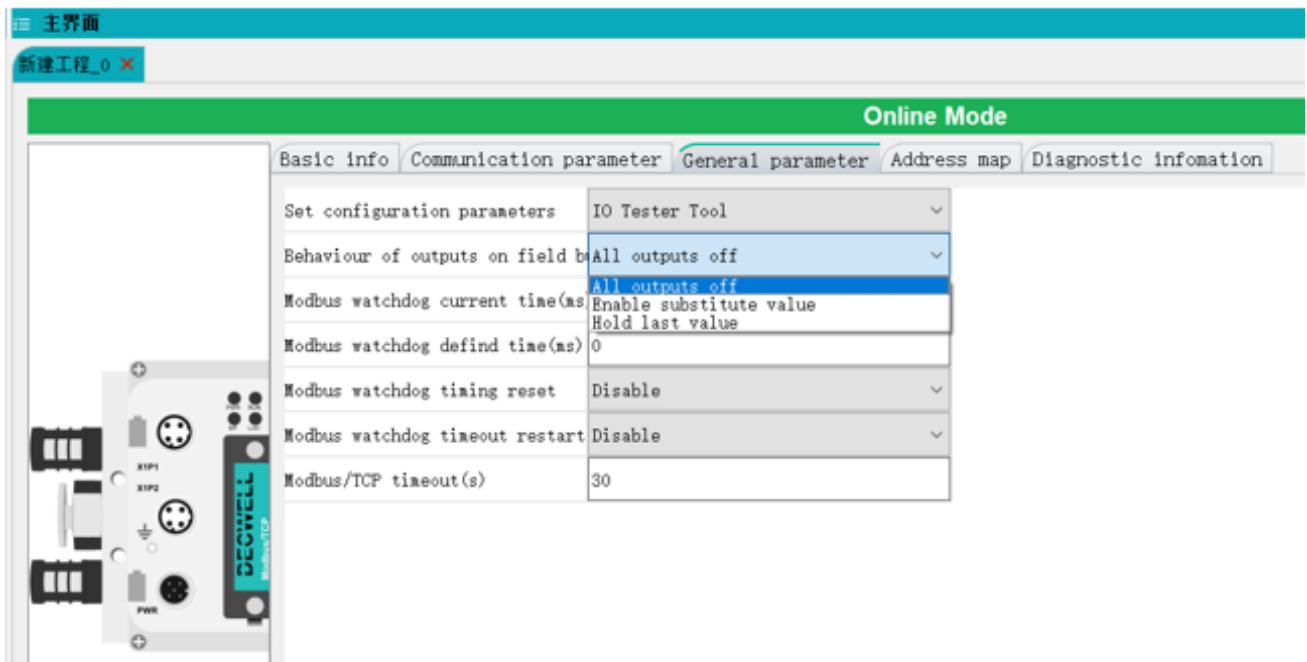 主界面
新建工程_0
Online Mode
Basic info Communication parameter General parameter Address map Diagnostic infomation
Set configuration parameters IO Tester Tool
Behaviour of outputs on field b All outputs off
All outputs off
Modbus watchdog current time(ms Enable substitute value
Hold last value
Modbus watchdog defind time(ms) 0
Modbus watchdog timing reset Disable
Modbus watchdog timeout restart Disable
Modbus/TCP timeout(s) 30
X1P1
X1P2
DECOWELL
Modbus/TCP
PWR